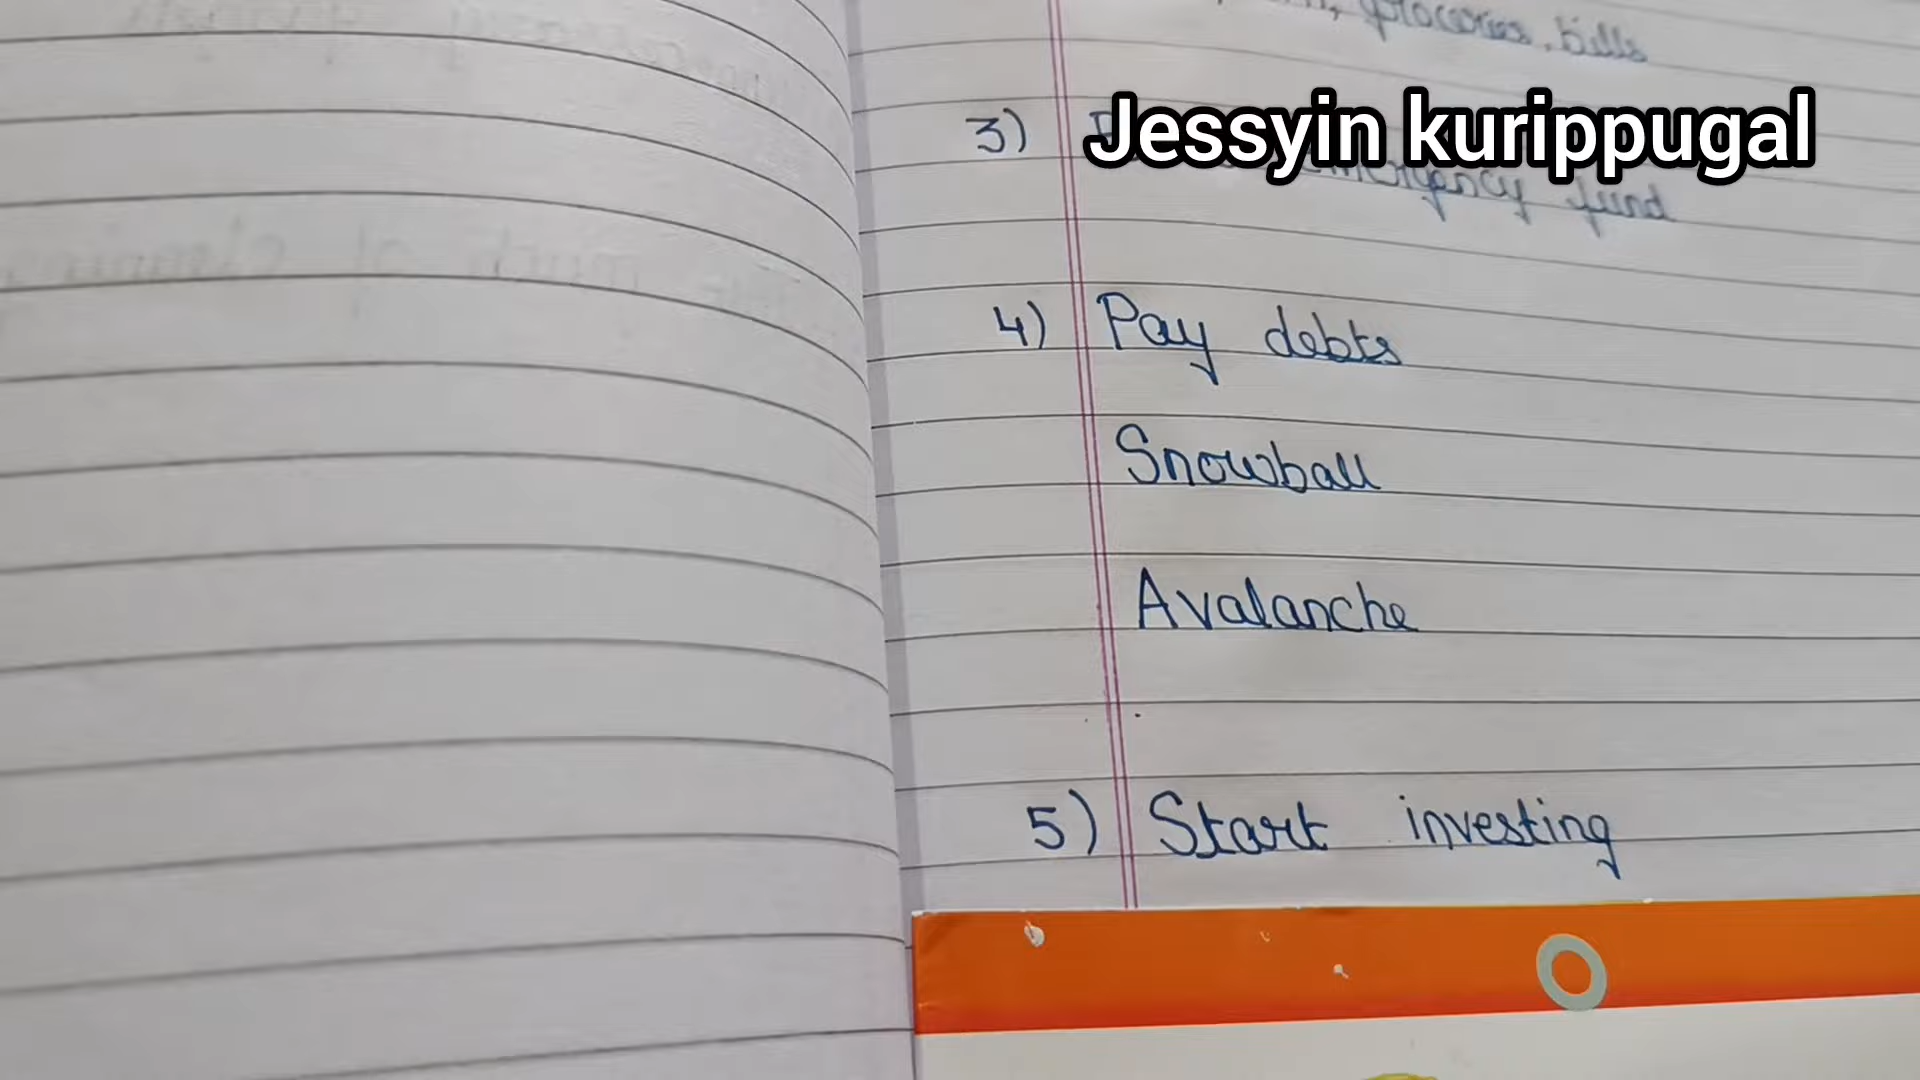 groceries, bills
Jessyin kurippugal
3)
emergency fund
4) Pay debts
Snowball
Avalanche
5) Start investing